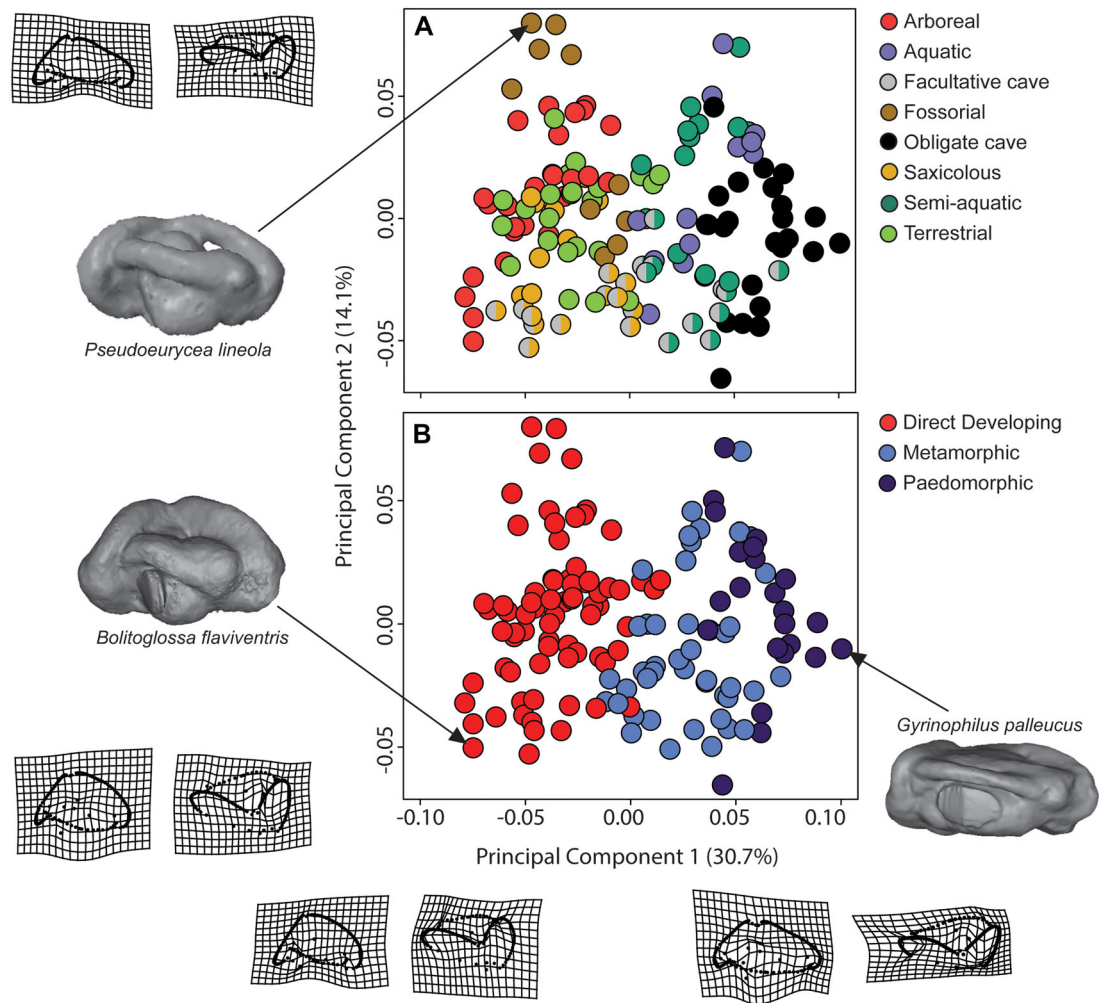 A
Arboreal
Aquatic
Facultative cave
Fossorial
Obligate cave
Saxicolous
Semi-aquatic
Terrestrial
0.05
0.00
-0.05
Pseudoeurycea lineola
Principal Component 2 (14.1%)
B
Direct Developing
Metamorphic
Paedomorphic
0.05
0.00
-0.05
Bolitoglossa flaviventris
Gyrinophilus palleucus
-0.10
-0.05
0.00
0.05
0.10
Principal Component 1 (30.7%)